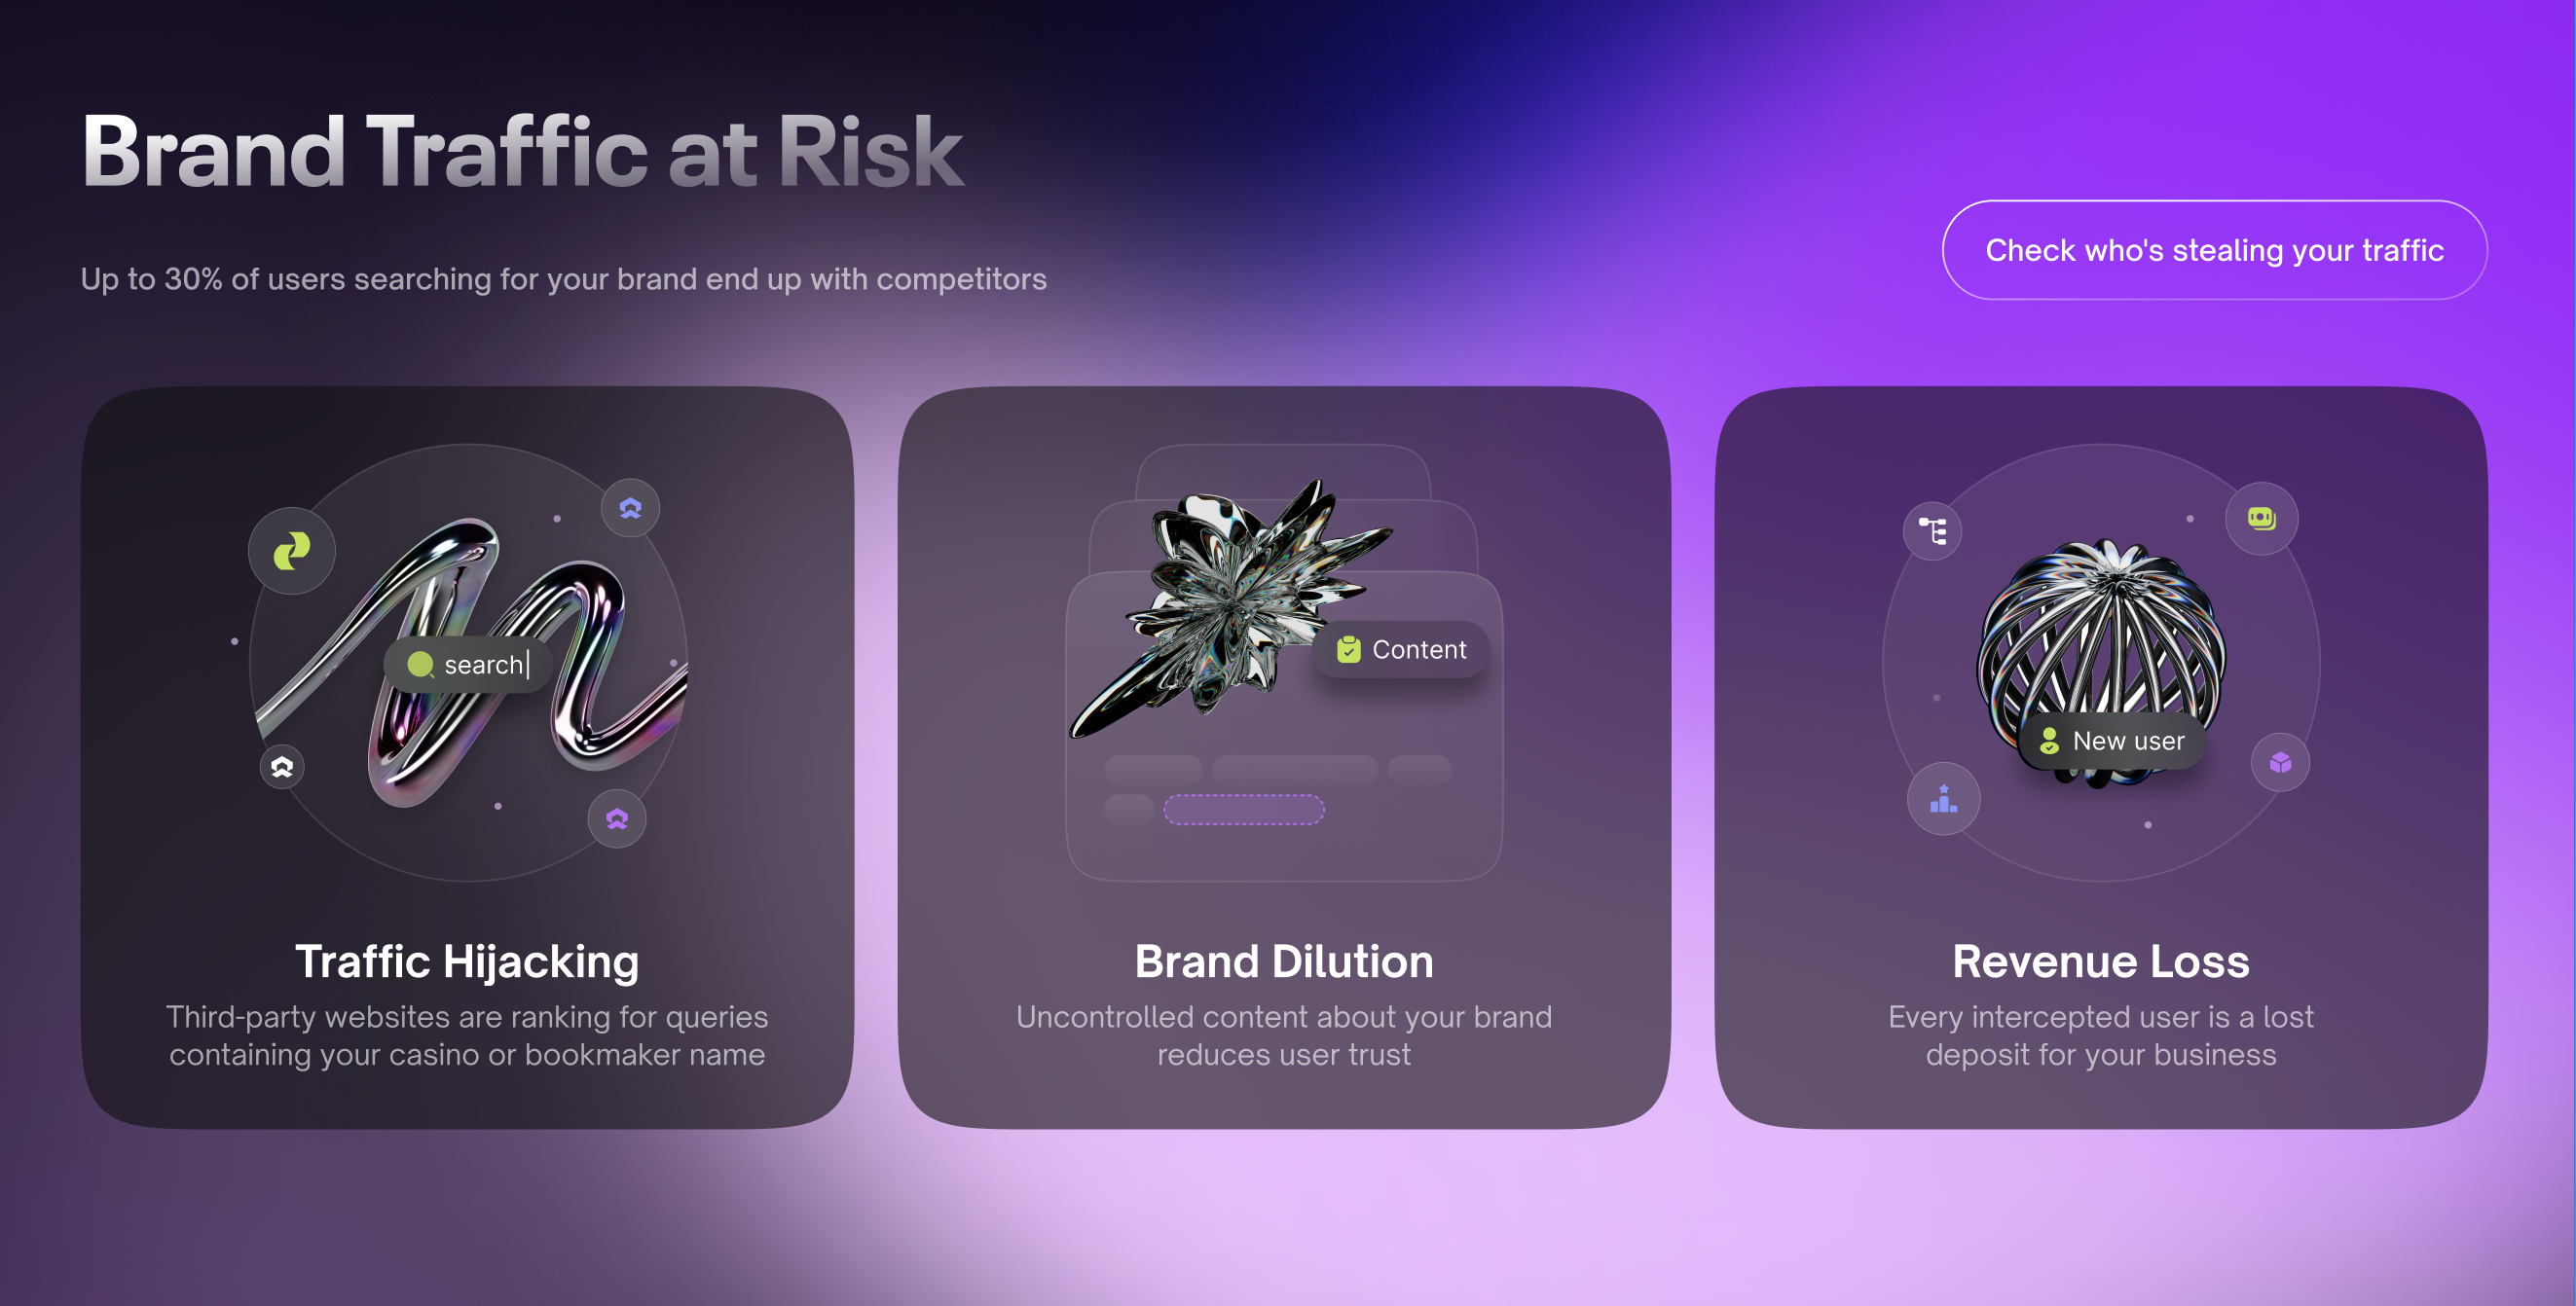 Brand Traffic at Risk
Up to 30% of users searching for your brand end up with competitors
Check who's stealing your traffic
search
Traffic Hijacking
Third-party websites are ranking for queries
containing your casino or bookmaker name
Content
Brand Dilution
Uncontrolled content about your brand
reduces user trust
New user
Revenue Loss
Every intercepted user is a lost
deposit for your business